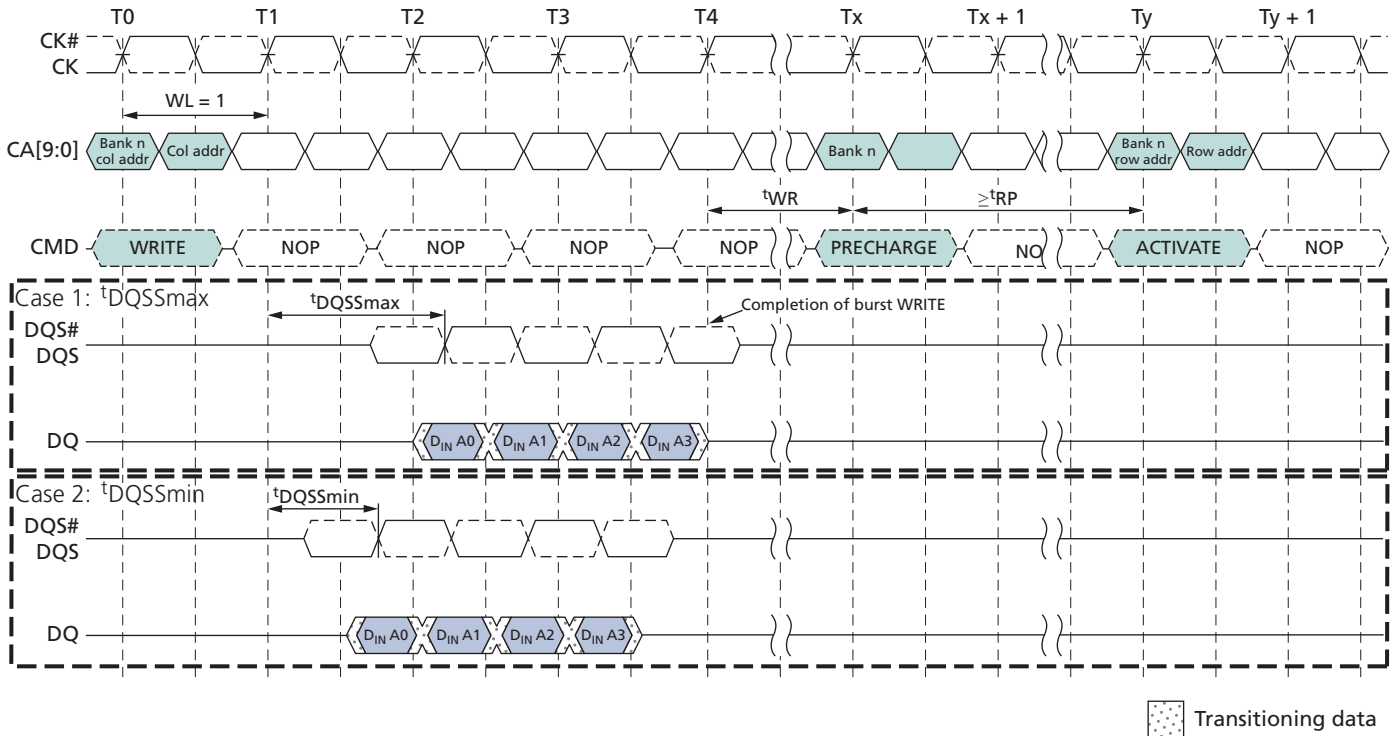 T0 T1 T2 T3 T4 Tx Tx + 1 Ty Ty + 1
CK#
CK
WL = 1
CA[9:0]
Bank n
col addr
Col addr
Bank n
Bank n
row addr
Row addr
tWR
≥tRP
CMD WRITE NOP NOP NOP NOP PRECHARGE NO ACTIVATE NOP
Case 1: tDQSSmax
tDQSSmax
Completion of burst WRITE
DQS#
DQS
DQ DIN A0 DIN A1 DIN A2 DIN A3
Case 2: tDQSSmin
tDQSSmin
DQS#
DQS
DQ DIN A0 DIN A1 DIN A2 DIN A3
Transitioning data